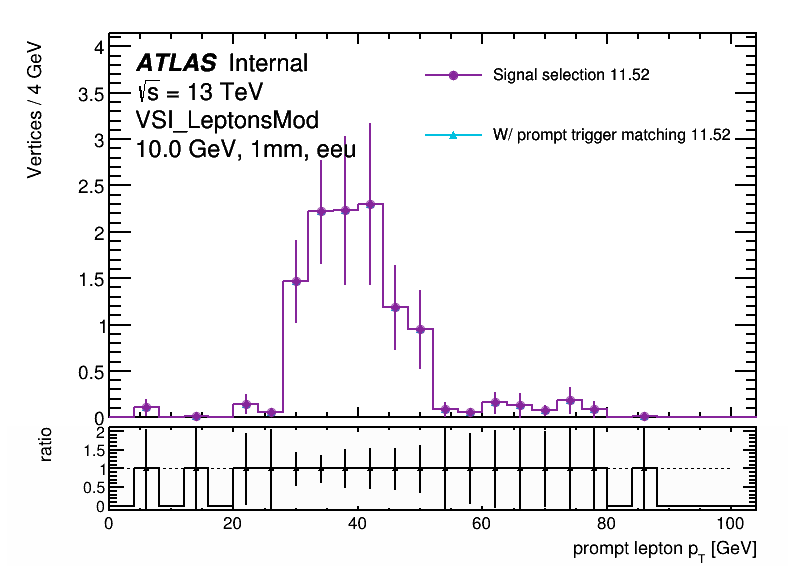 ATLAS Internal
√s = 13 TeV
VSI_LeptonsMod
10.0 GeV, 1mm, eeu
Signal selection 11.52
W/ prompt trigger matching 11.52
Vertices / 4 GeV
4
3.5
3
2.5
2
1.5
1
0.5
0
ratio
2
1.5
1
0.5
0
0 20 40 60 80 100
prompt lepton p_T [GeV]